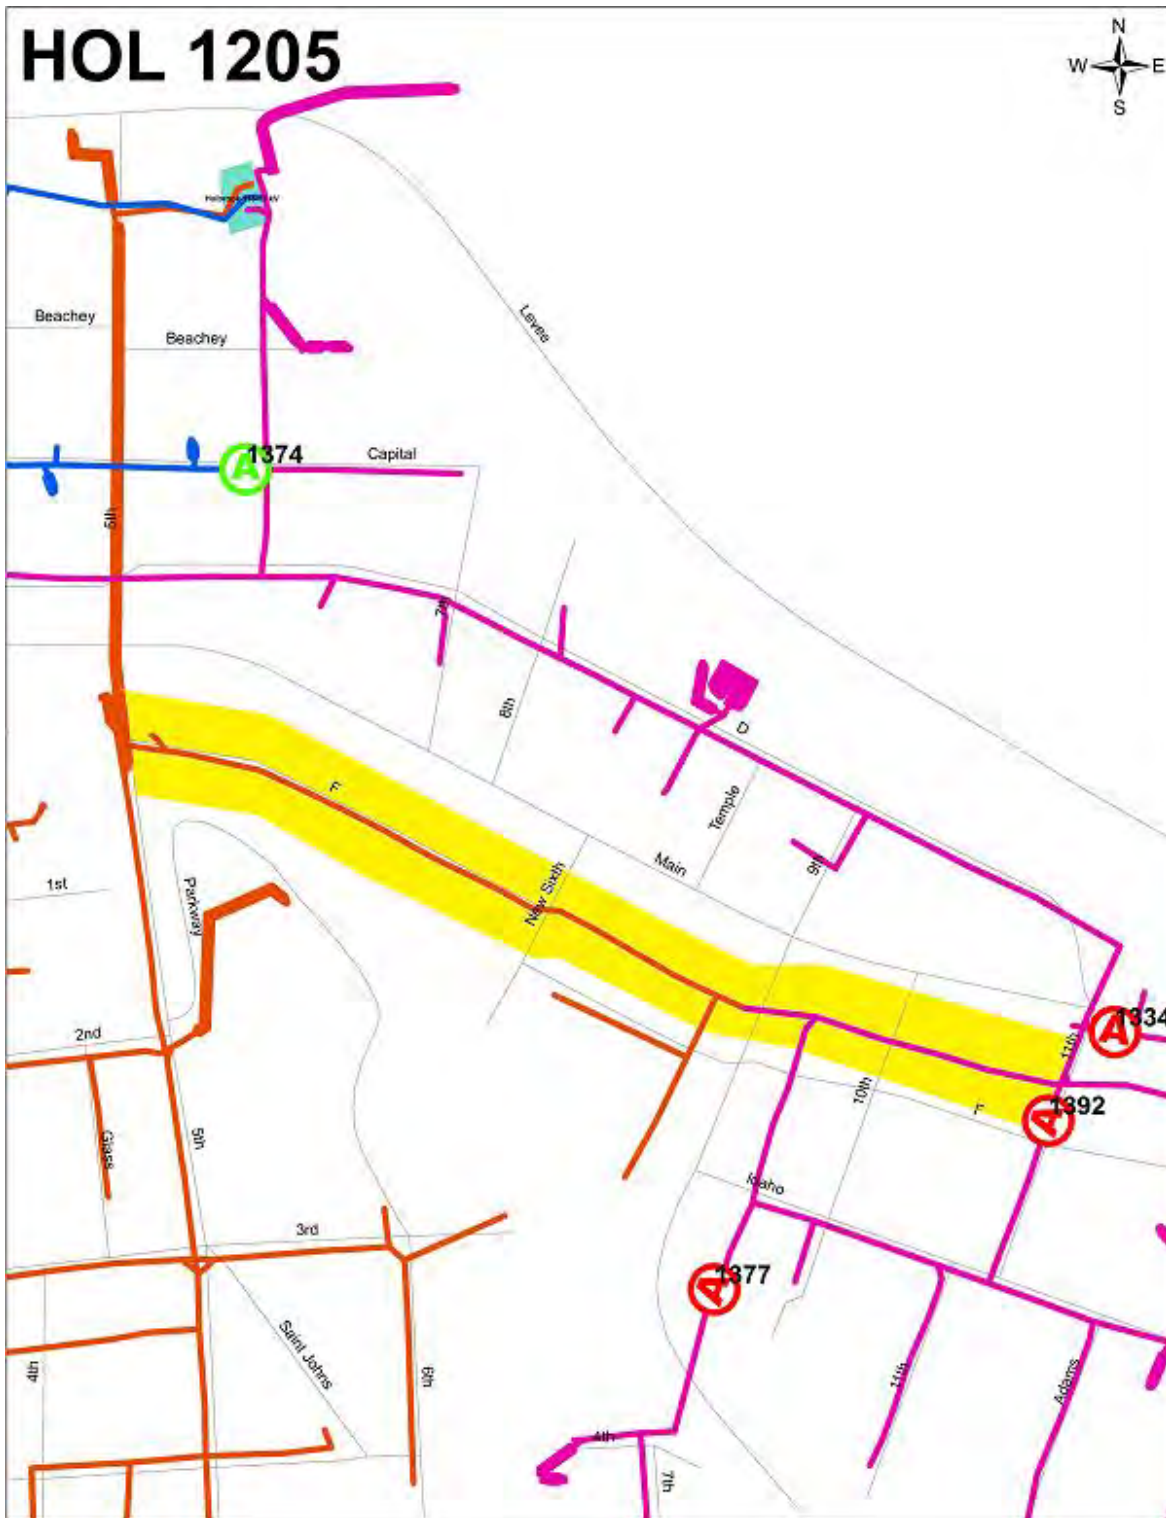 HOL 1205
N
W E
S
Beachey
Beachey
Levee
1374
Capital
5th
7th
8th
D
F
Temple
Main
9th
New Sixth
1st
Parkway
1334
11th
2nd
10th
1392
F
Glass
5th
Idaho
3rd
1377
Saint Johns
4th
6th
11th
Adams
4th
7th
A
A
A
A